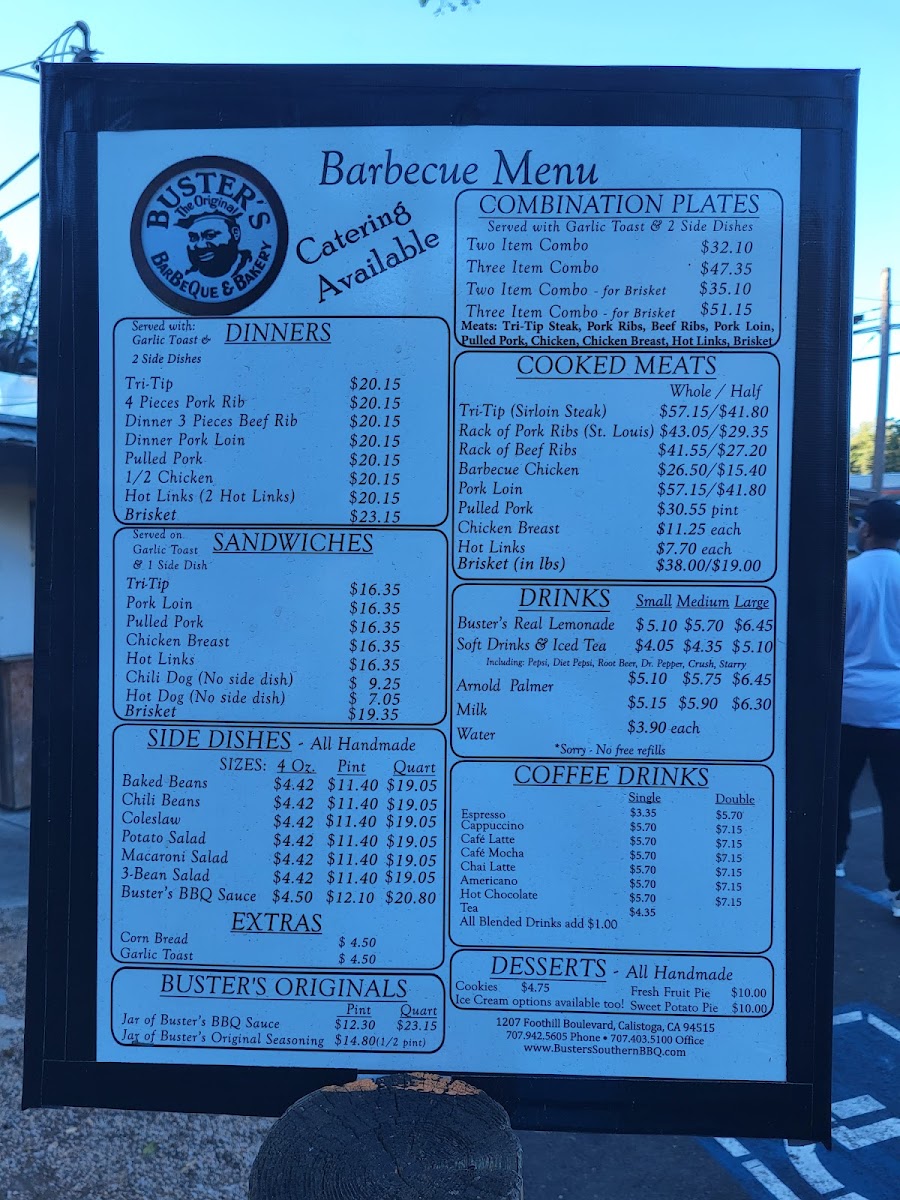 BUSTER'S
The Original
BARBEQUE & BAKERY
Barbecue Menu
Catering
Available
COMBINATION PLATES
Served with Garlic Toast & 2 Side Dishes
Two Item Combo $32.10
Three Item Combo $47.35
Two Item Combo - for Brisket $35.10
Three Item Combo - for Brisket $51.15
Meats: Tri-Tip Steak, Pork Ribs, Beef Ribs, Pork Loin,
Pulled Pork, Chicken, Chicken Breast, Hot Links, Brisket
Served with:
Garlic Toast &
2 Side Dishes
DINNERS
Tri-Tip $20.15
4 Pieces Pork Rib $20.15
Dinner 3 Pieces Beef Rib $20.15
Dinner Pork Loin $20.15
Pulled Pork $20.15
1/2 Chicken $20.15
Hot Links (2 Hot Links) $20.15
Brisket $23.15
Served on
Garlic Toast
& 1 Side Dish
SANDWICHES
Tri-Tip $16.35
Pork Loin $16.35
Pulled Pork $16.35
Chicken Breast $16.35
Hot Links $16.35
Chili Dog (No side dish) $ 9.25
Hot Dog (No side dish) $ 7.05
Brisket $19.35
SIDE DISHES - All Handmade
SIZES: 4 Oz. Pint Quart
Baked Beans $4.42 $11.40 $19.05
Chili Beans $4.42 $11.40 $19.05
Coleslaw $4.42 $11.40 $19.05
Potato Salad $4.42 $11.40 $19.05
Macaroni Salad $4.42 $11.40 $19.05
3-Bean Salad $4.42 $11.40 $19.05
Buster's BBQ Sauce $4.50 $12.10 $20.80
EXTRAS
Corn Bread $ 4.50
Garlic Toast $ 4.50
BUSTER'S ORIGINALS
Pint Quart
Jar of Buster's BBQ Sauce $12.30 $23.15
Jar of Buster's Original Seasoning $14.80(1/2 pint)
COOKED MEATS
Whole / Half
Tri-Tip (Sirloin Steak) $57.15/$41.80
Rack of Pork Ribs (St. Louis) $43.05/$29.35
Rack of Beef Ribs $41.55/$27.20
Barbecue Chicken $26.50/$15.40
Pork Loin $57.15/$41.80
Pulled Pork $30.55 pint
Chicken Breast $11.25 each
Hot Links $7.70 each
Brisket (in lbs) $38.00/$19.00
DRINKS Small Medium Large
Buster's Real Lemonade $5.10 $5.70 $6.45
Soft Drinks & Iced Tea $4.05 $4.35 $5.10
Including: Pepsi, Diet Pepsi, Root Beer, Dr. Pepper, Crush, Starry
Arnold Palmer $5.10 $5.75 $6.45
Milk $5.15 $5.90 $6.30
Water $3.90 each
*Sorry - No free refills
COFFEE DRINKS
Single Double
Espresso $3.35 $5.70
Cappuccino $5.70 $7.15
Café Latte $5.70 $7.15
Café Mocha $5.70 $7.15
Chai Latte $5.70 $7.15
Americano $5.70 $7.15
Hot Chocolate $5.70 $7.15
Tea $4.35
All Blended Drinks add $1.00
DESSERTS - All Handmade
Cookies $4.75 Fresh Fruit Pie $10.00
Ice Cream options available too! Sweet Potato Pie $10.00
1207 Foothill Boulevard, Calistoga, CA 94515
707.942.5605 Phone • 707.403.5100 Office
www.BustersSouthernBBQ.com